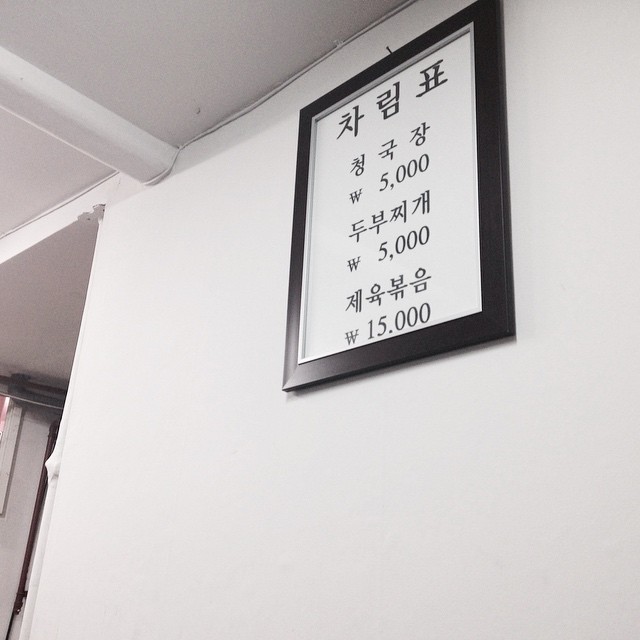 차림표
청국장
₩ 5,000
두부찌개
₩ 5,000
제육볶음
₩ 15.000